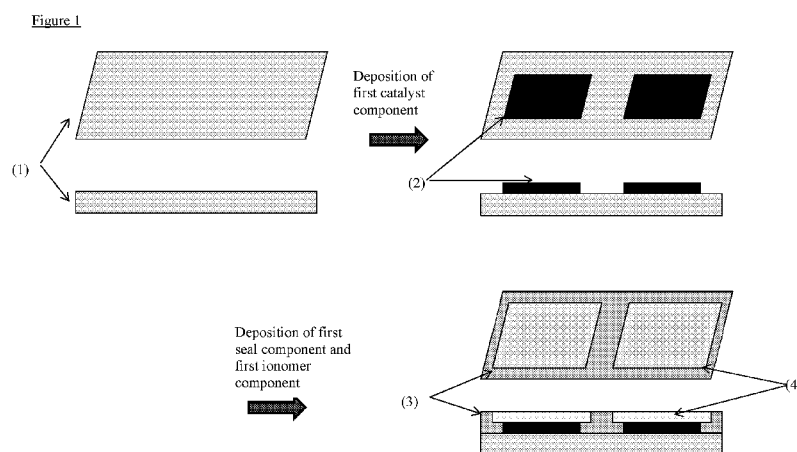 Figure 1
Deposition of
first catalyst
component
(1)
(2)
Deposition of first
seal component and
first ionomer
component
(3)
(4